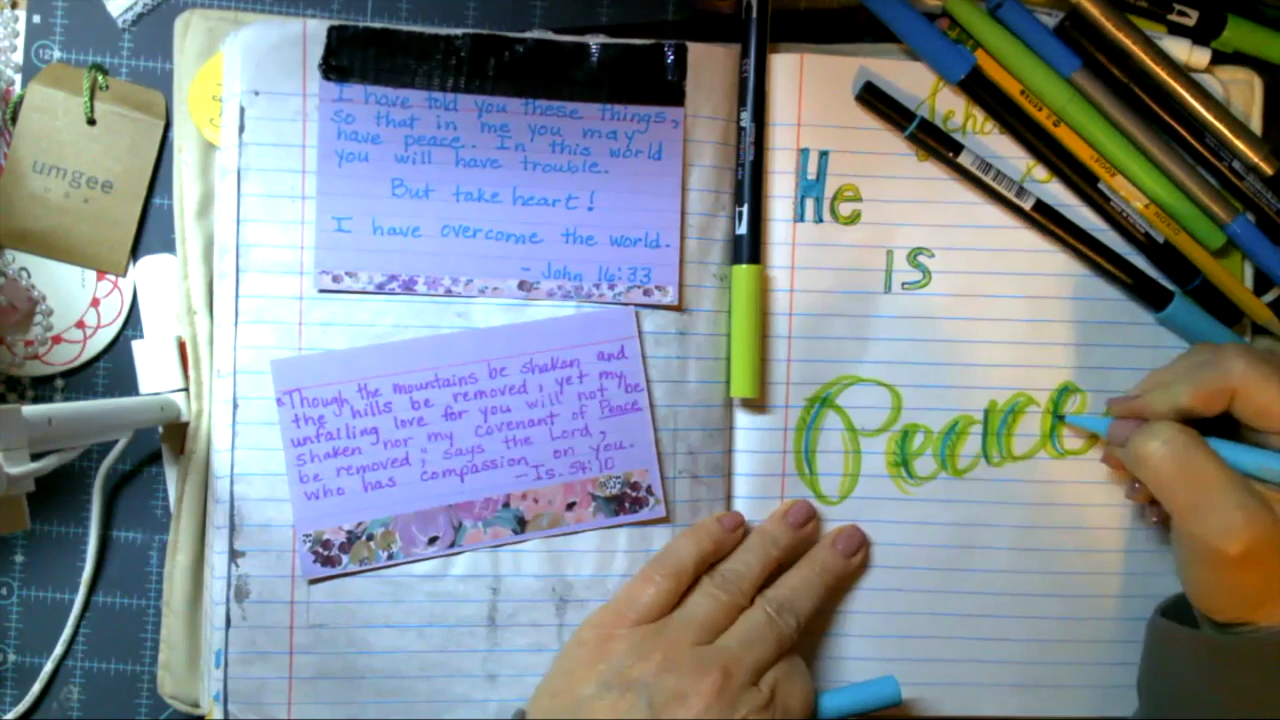 I have told you these things,
so that in me you may
have peace. In this world
you will have trouble.
But take heart!
I have overcome the world.
- John 16:33
"Though the mountains be shaken and
the hills be removed, yet my
unfailing love for you will not be
shaken nor my covenant of Peace
be removed," says the Lord,
who has compassion on you.
-Is. 54:10
He
is
Peace
umgee